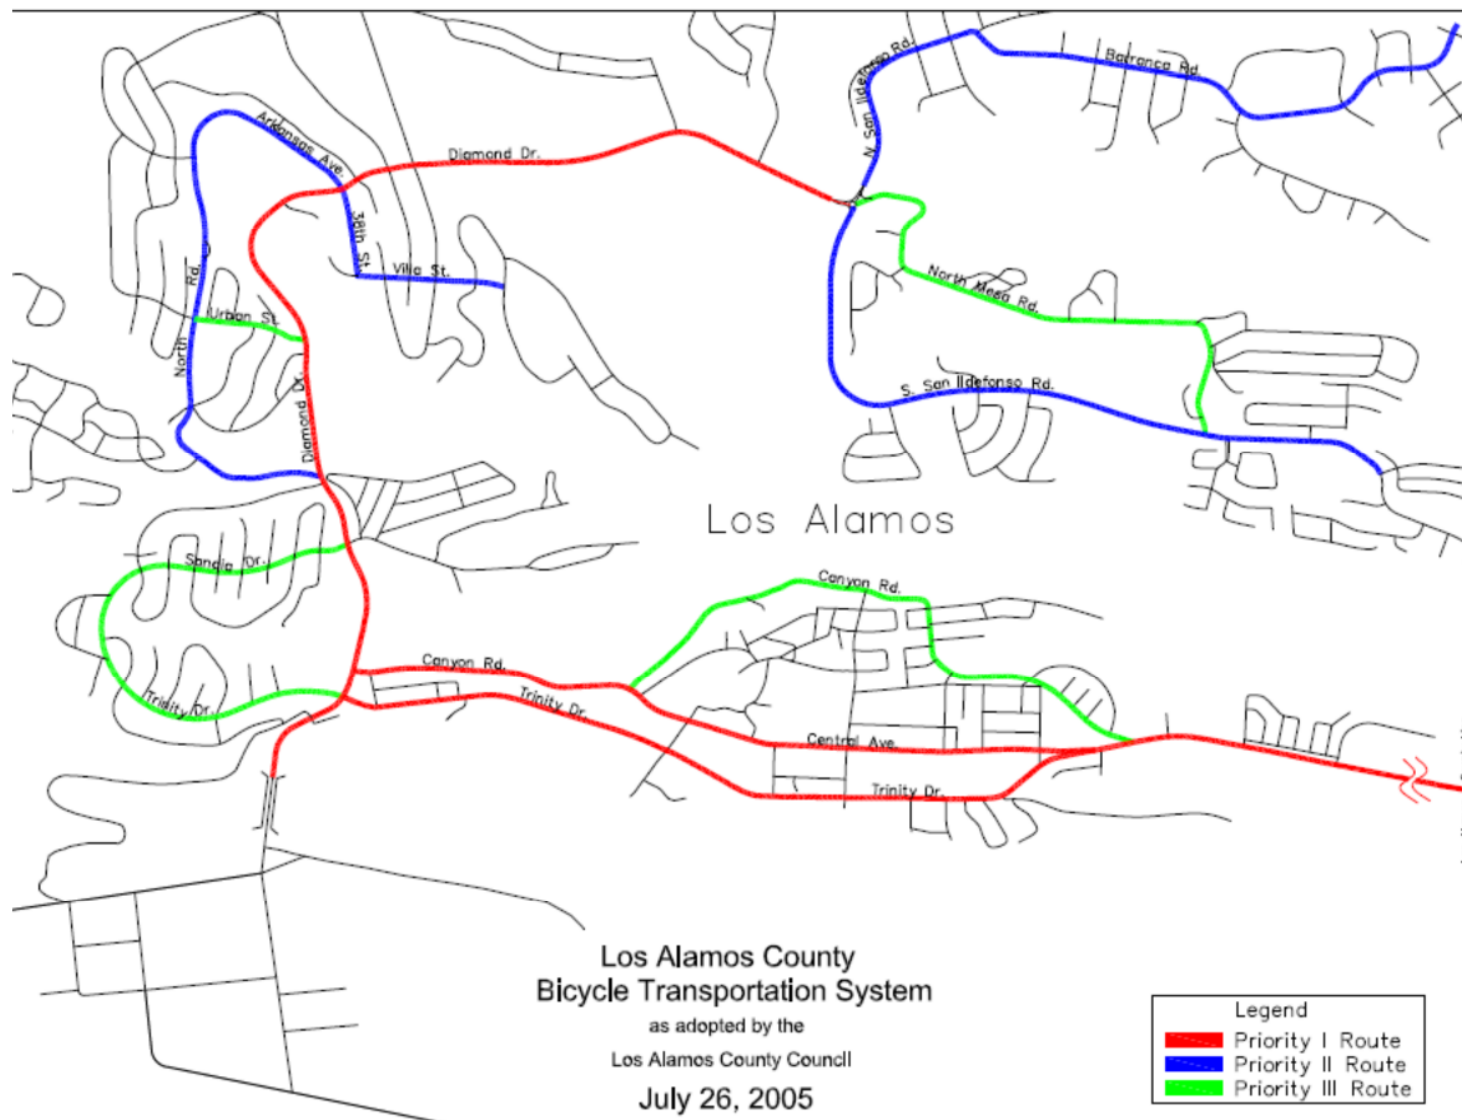 N San Ildefonso Rd.
Barranca Rd.
Arkansas Ave.
Diamond Dr.
38th St.
Villa St.
North Rd.
Urban St.
North Mesa Rd.
Diamond Dr.
S. San Ildefonso Rd.
Los Alamos
Sandia Dr.
Canyon Rd.
Canyon Rd.
Trinity Dr.
Trinity Dr.
Central Ave.
Trinity Dr.
Los Alamos County
Bicycle Transportation System
as adopted by the
Los Alamos County Council
July 26, 2005
Legend
Priority I Route
Priority II Route
Priority III Route